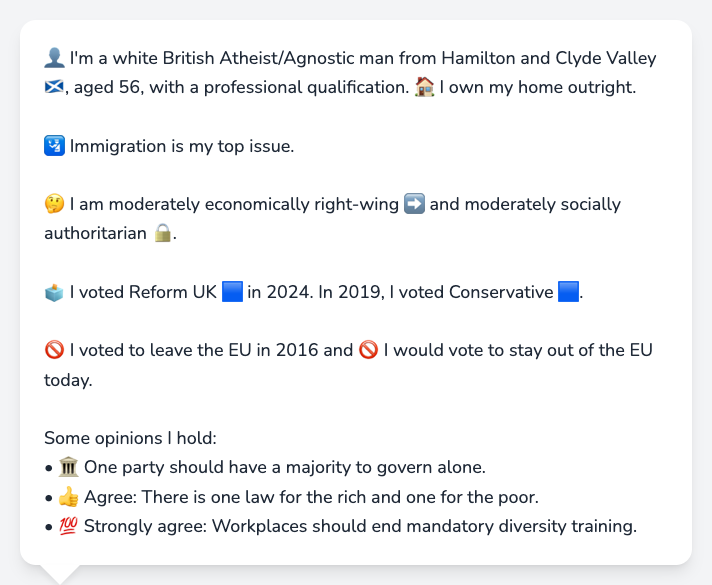 👤 I'm a white British Atheist/Agnostic man from Hamilton and Clyde Valley
🏴󠁧󠁢󠁳󠁣󠁴󠁿, aged 56, with a professional qualification. 🏠 I own my home outright.
🛂 Immigration is my top issue.
🤔 I am moderately economically right-wing ➡️ and moderately socially
authoritarian 🔒.
🗳️ I voted Reform UK 🟦 in 2024. In 2019, I voted Conservative 🟦.
🚫 I voted to leave the EU in 2016 and 🚫 I would vote to stay out of the EU
today.
Some opinions I hold:
• 🏛️ One party should have a majority to govern alone.
• 👍 Agree: There is one law for the rich and one for the poor.
• 💯 Strongly agree: Workplaces should end mandatory diversity training.